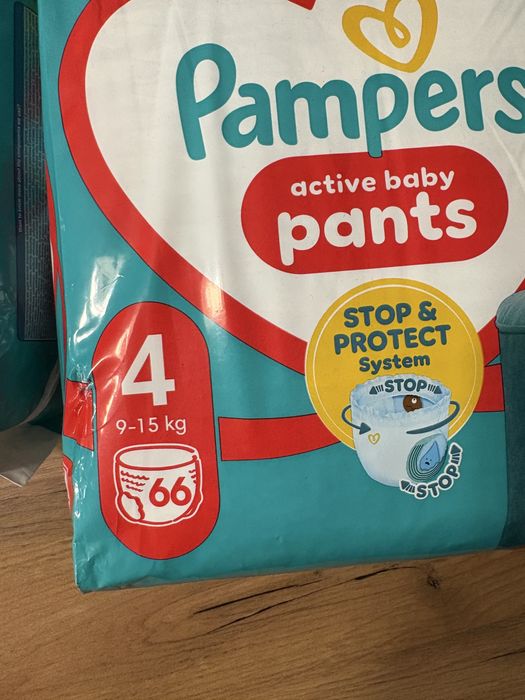 Pampers
active baby
pants
STOP &
PROTECT
System
STOP
STOP
4
9-15 kg
66